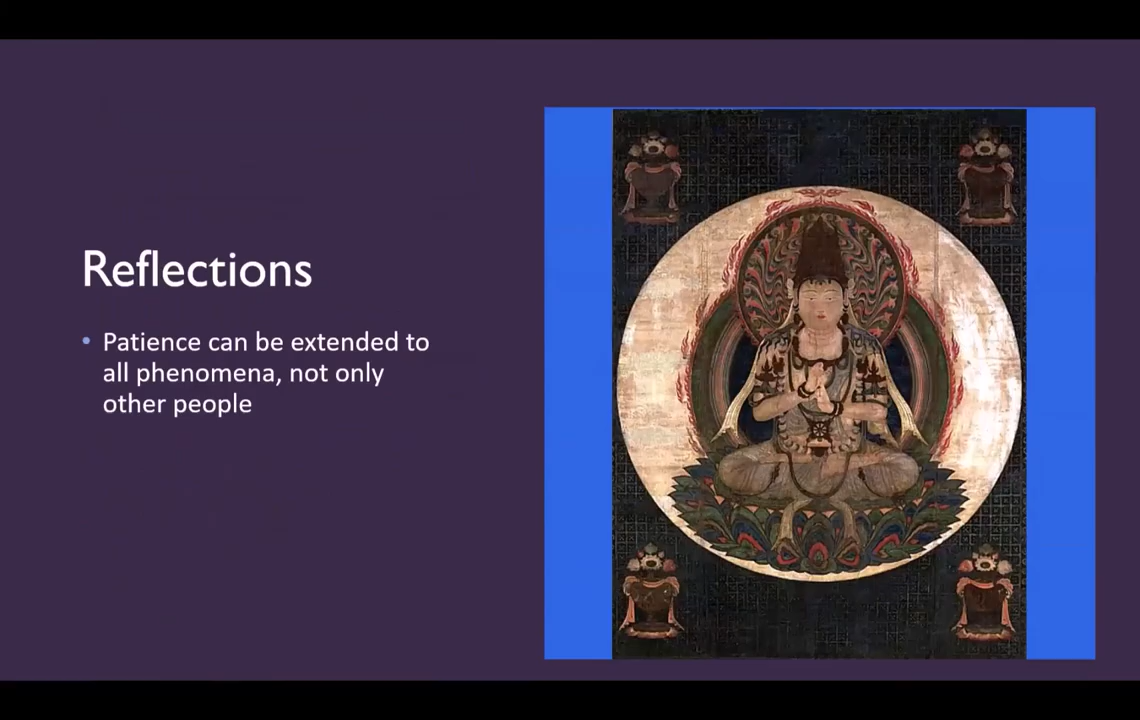 Reflections
• Patience can be extended to
all phenomena, not only
other people